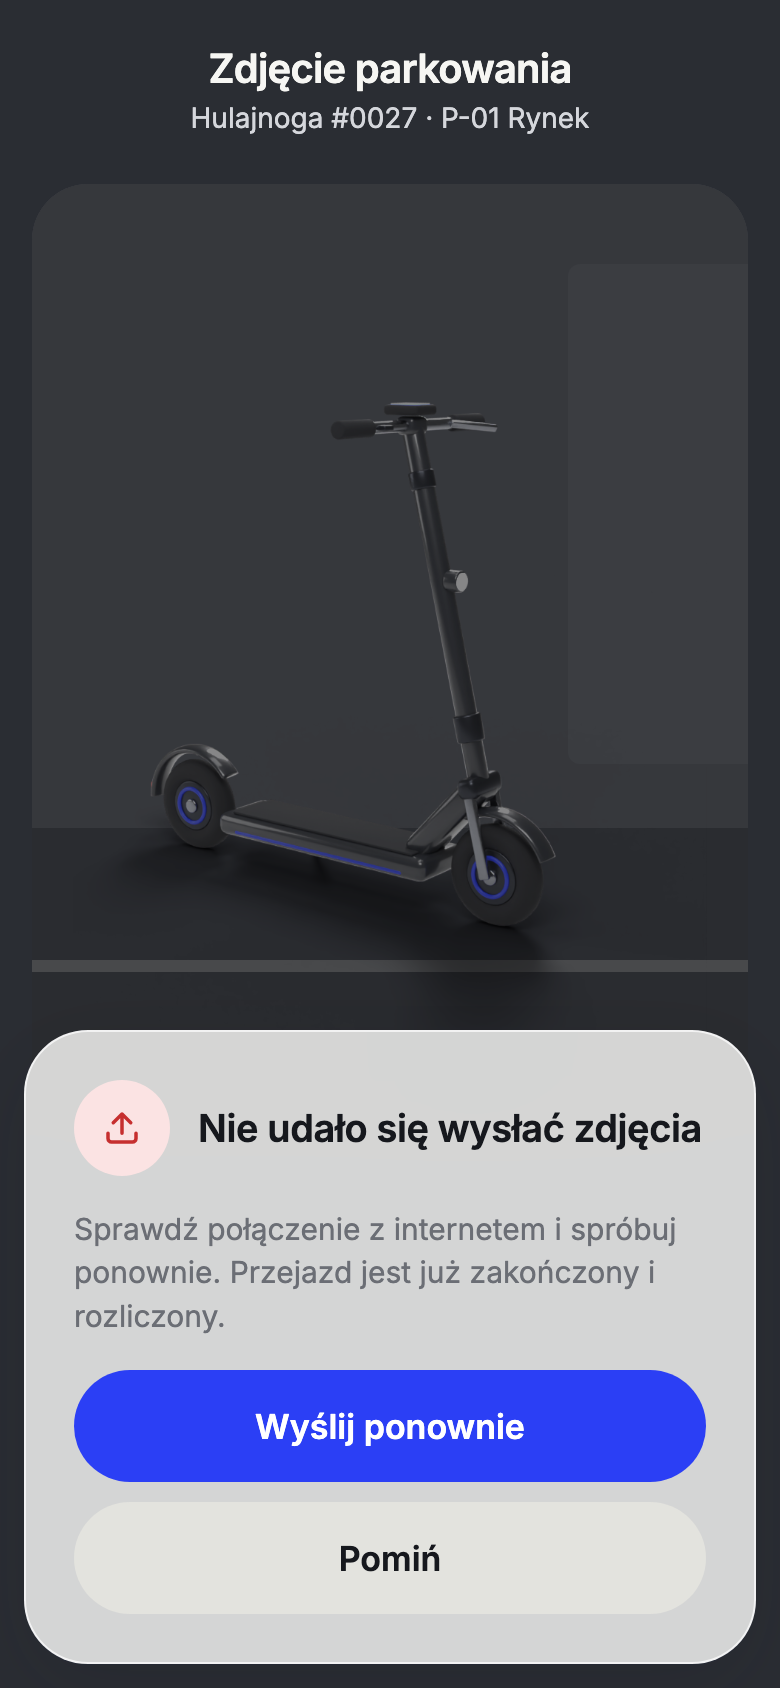 Zdjęcie parkowania
Hulajnoga #0027 · P-01 Rynek
Nie udało się wysłać zdjęcia
Sprawdź połączenie z internetem i spróbuj
ponownie. Przejazd jest już zakończony i
rozliczony.
Wyślij ponownie
Pomiń